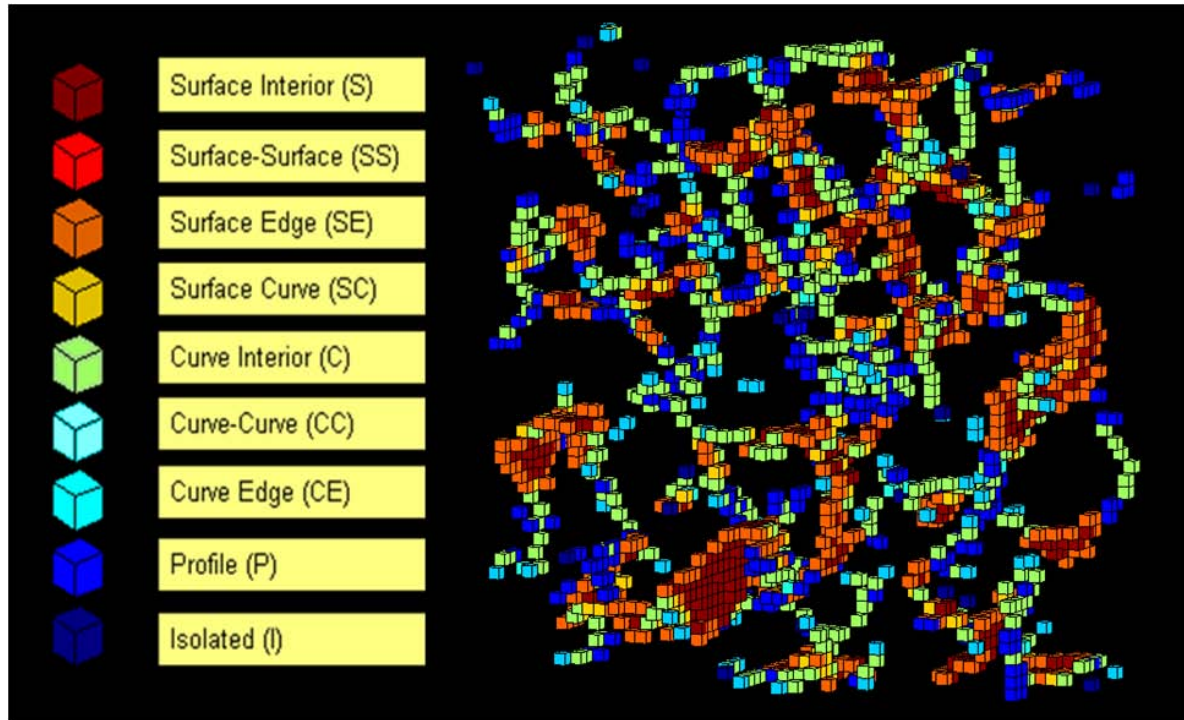 Surface Interior (S)
Surface-Surface (SS)
Surface Edge (SE)
Surface Curve (SC)
Curve Interior (C)
Curve-Curve (CC)
Curve Edge (CE)
Profile (P)
Isolated (I)